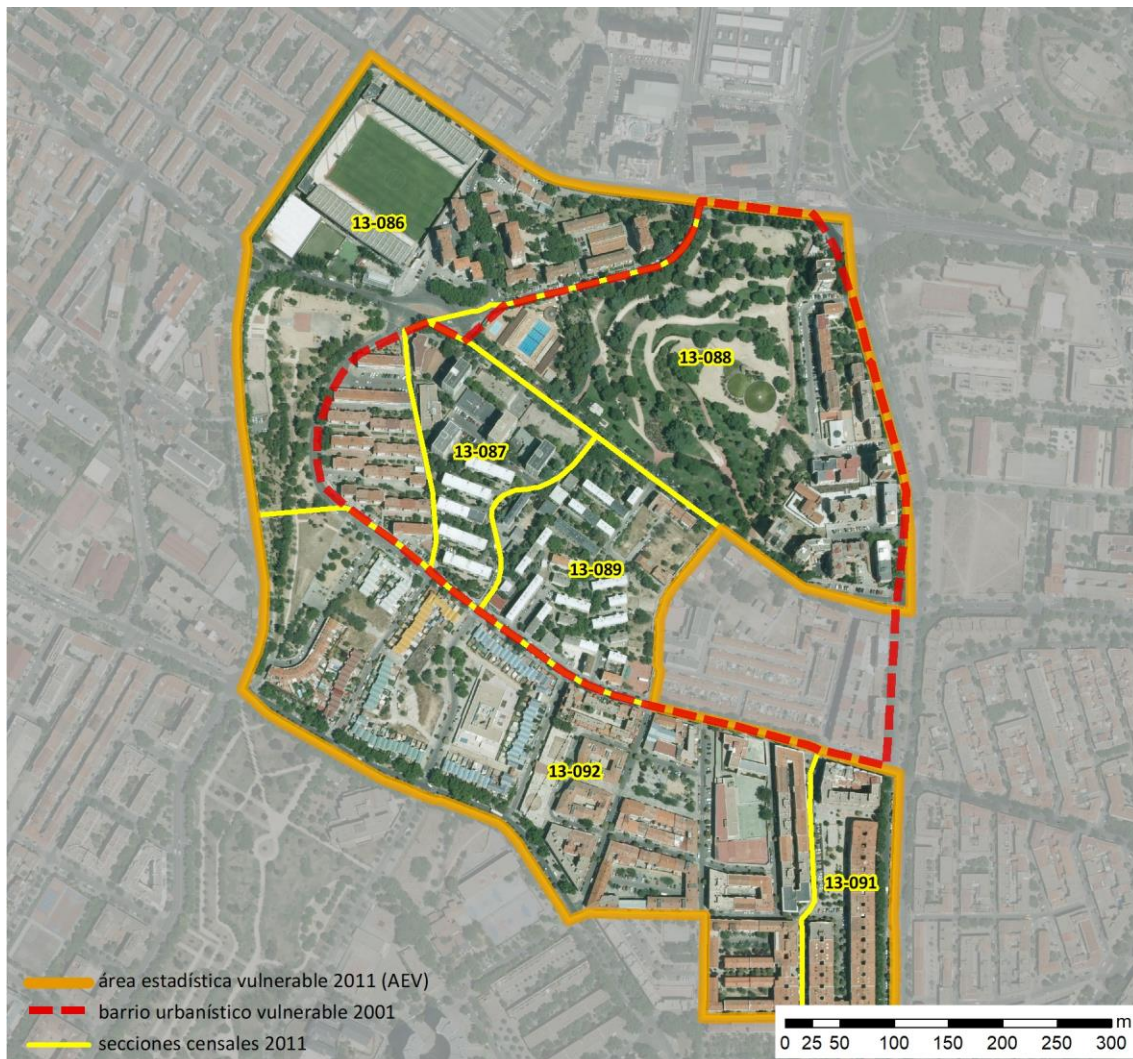 13-086
13-088
13-087
13-089
13-092
13-091
área estadística vulnerable 2011 (AEV)
barrio urbanístico vulnerable 2001
secciones censales 2011
m
0 25 50 100 150 200 250 300